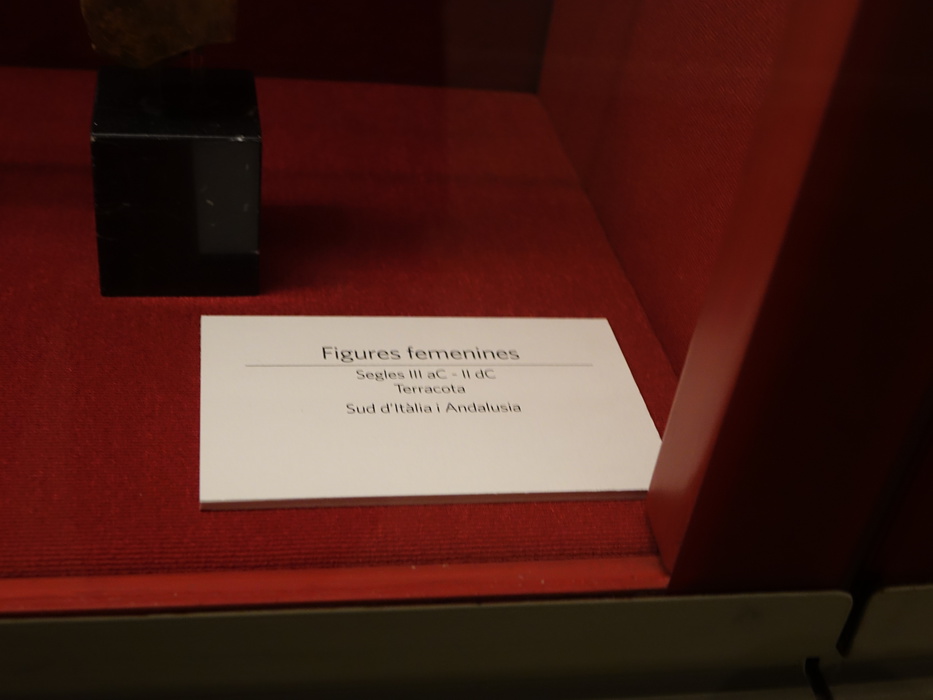 Figures femenines
Segles III aC - II dC
Terracota
Sud d'Itàlia i Andalusia